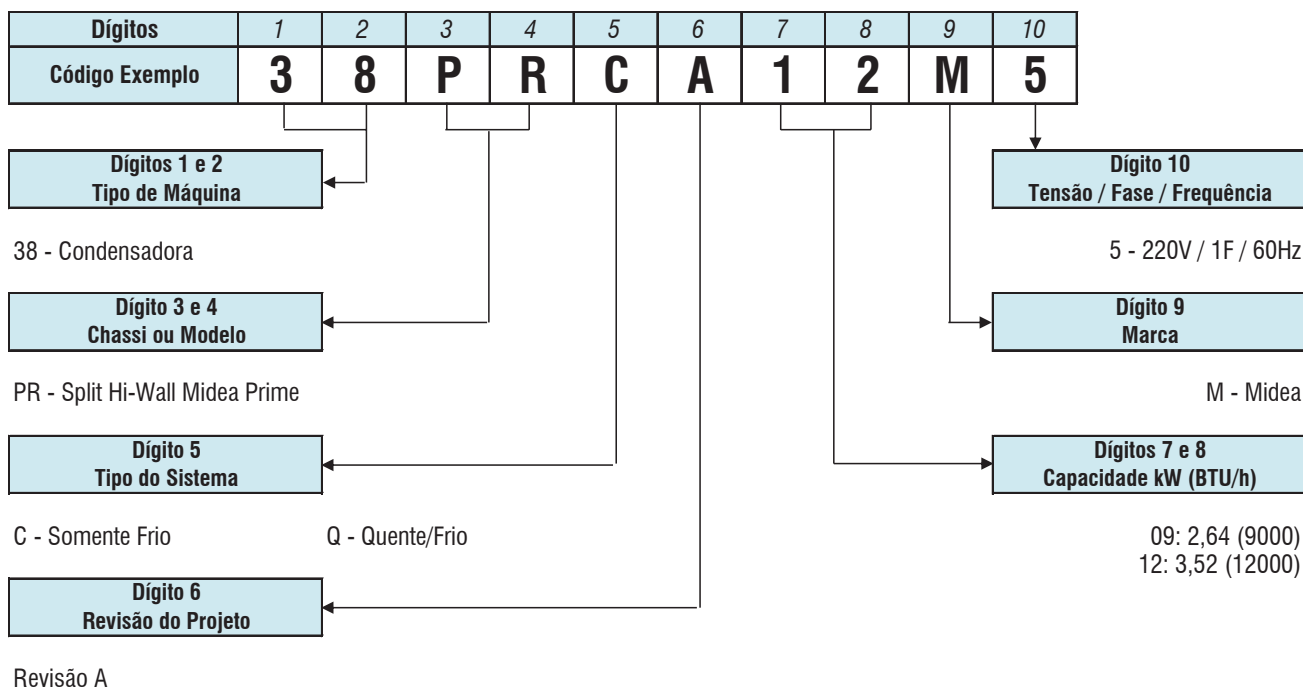 Dígitos 1 2 3 4 5 6 7 8 9 10
Código Exemplo 3 8 P R C A 1 2 M 5
Dígitos 1 e 2
Tipo de Máquina
38 - Condensadora
Dígito 3 e 4
Chassi ou Modelo
PR - Split Hi-Wall Midea Prime
Dígito 5
Tipo do Sistema
C - Somente Frio Q - Quente/Frio
Dígito 6
Revisão do Projeto
Revisão A
Dígito 10
Tensão / Fase / Frequência
5 - 220V / 1F / 60Hz
Dígito 9
Marca
M - Midea
Dígitos 7 e 8
Capacidade kW (BTU/h)
09: 2,64 (9000)
12: 3,52 (12000)